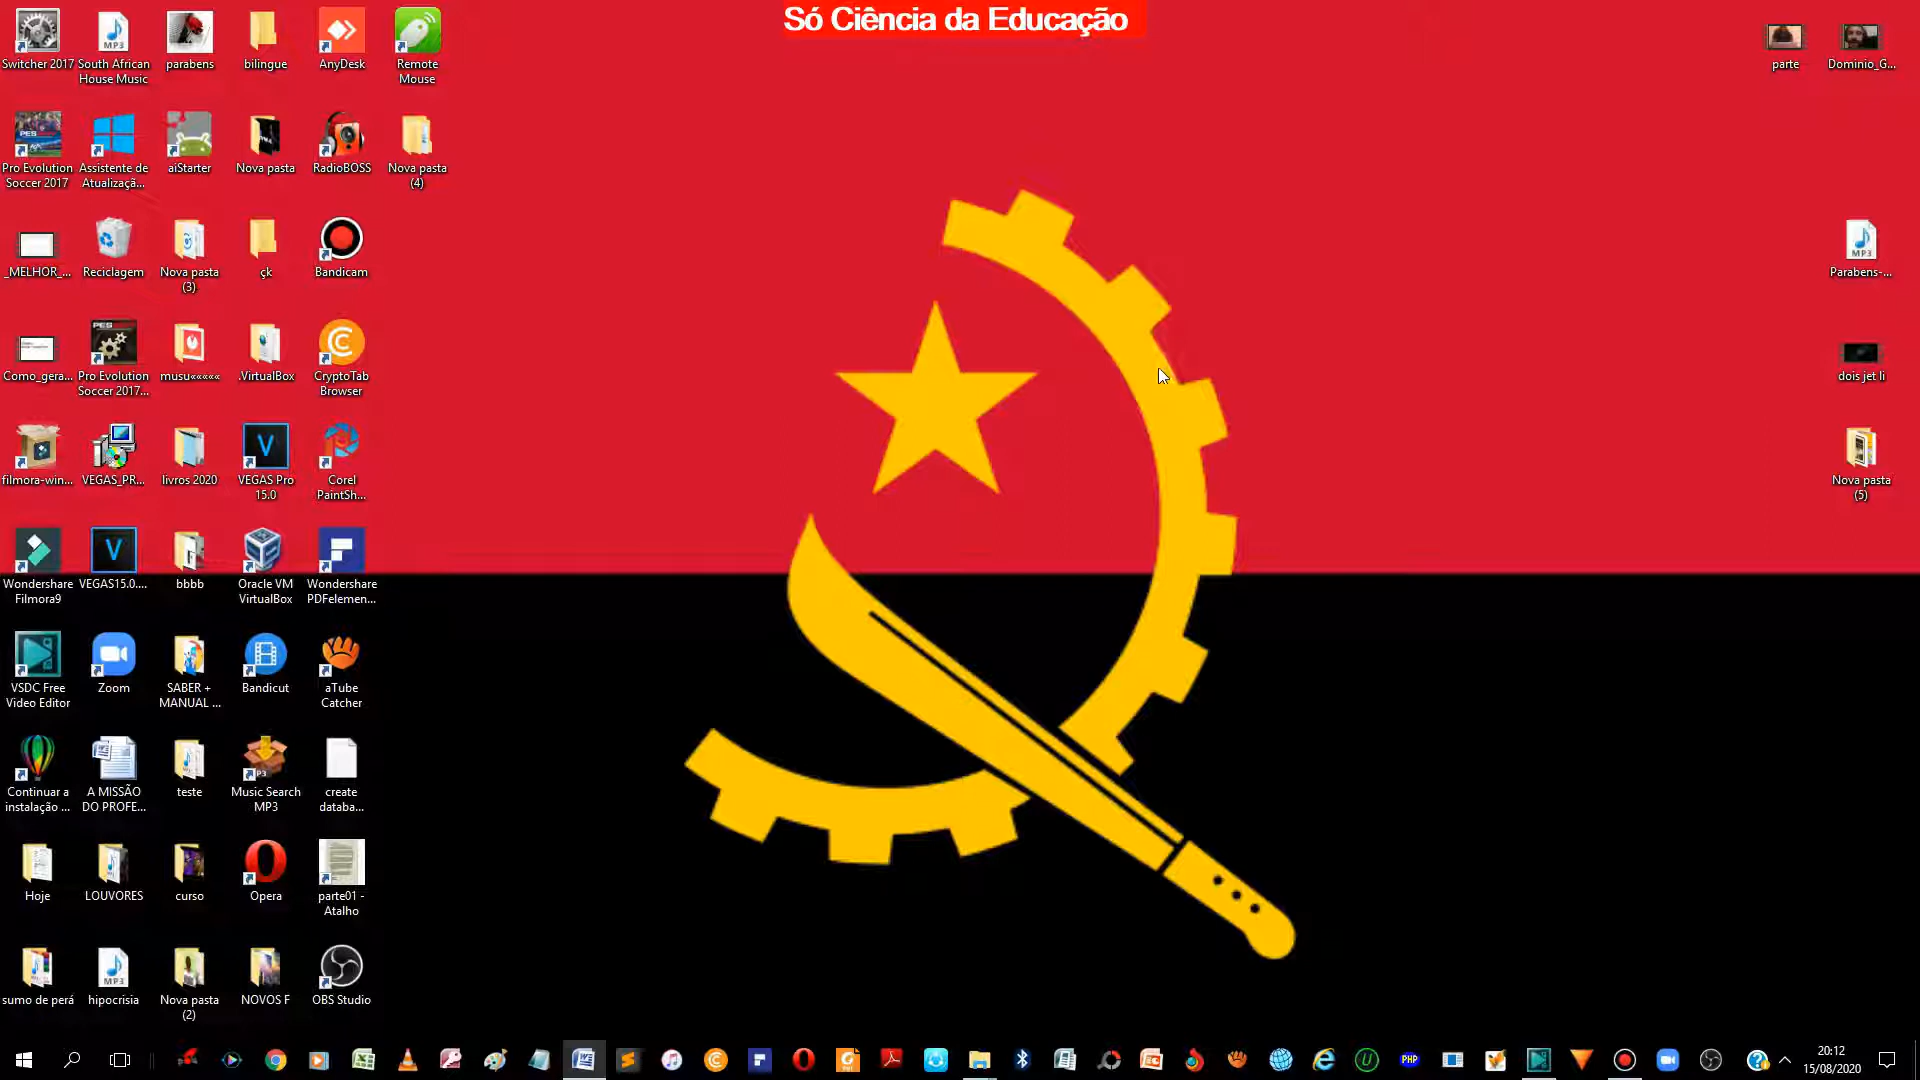 Só Ciência da Educação
Switcher 2017
South African
House Music
parabens
bilingue
AnyDesk
Remote
Mouse
parte
Dominio_G...
Pro Evolution
Soccer 2017
Assistente de
Atualizaçã...
aiStarter
Nova pasta
RadioBOSS
Nova pasta
(4)
_MELHOR_...
Reciclagem
Nova pasta
(3)
çk
Bandicam
Parabens-...
Como_gera...
Pro Evolution
Soccer 2017...
musu«««««
.VirtualBox
CryptoTab
Browser
dois jet li
filmora-win...
VEGAS_PR...
livros 2020
VEGAS Pro
15.0
Corel
PaintSh...
Nova pasta
(5)
Wondershare
Filmora9
VEGAS15.0....
bbbb
Oracle VM
VirtualBox
Wondershare
PDFelemen...
VSDC Free
Video Editor
Zoom
SABER +
MANUAL ...
Bandicut
aTube
Catcher
Continuar a
instalação ...
A MISSÃO
DO PROFE...
teste
Music Search
MP3
create
databa...
Hoje
LOUVORES
curso
Opera
parte01 -
Atalho
sumo de perá
hipocrisia
Nova pasta
(2)
NOVOS F
OBS Studio
20:12
15/08/2020